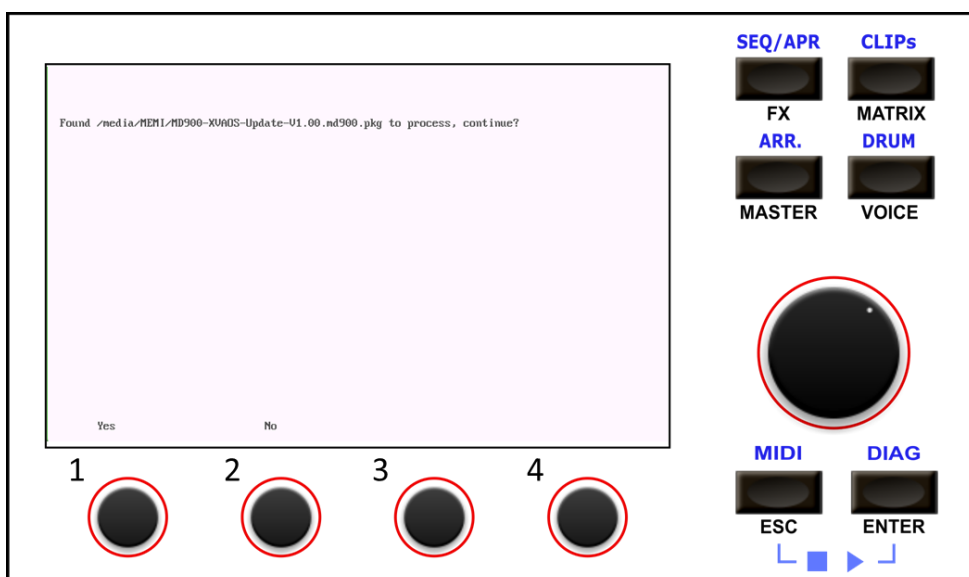 Found /media/MEMI/MD900-XVAOS-Update-V1.00.md900.pkg to process, continue?
Yes No
1 2 3 4
SEQ/APR CLIPs
FX MATRIX
ARR. DRUM
MASTER VOICE
MIDI DIAG
ESC ENTER